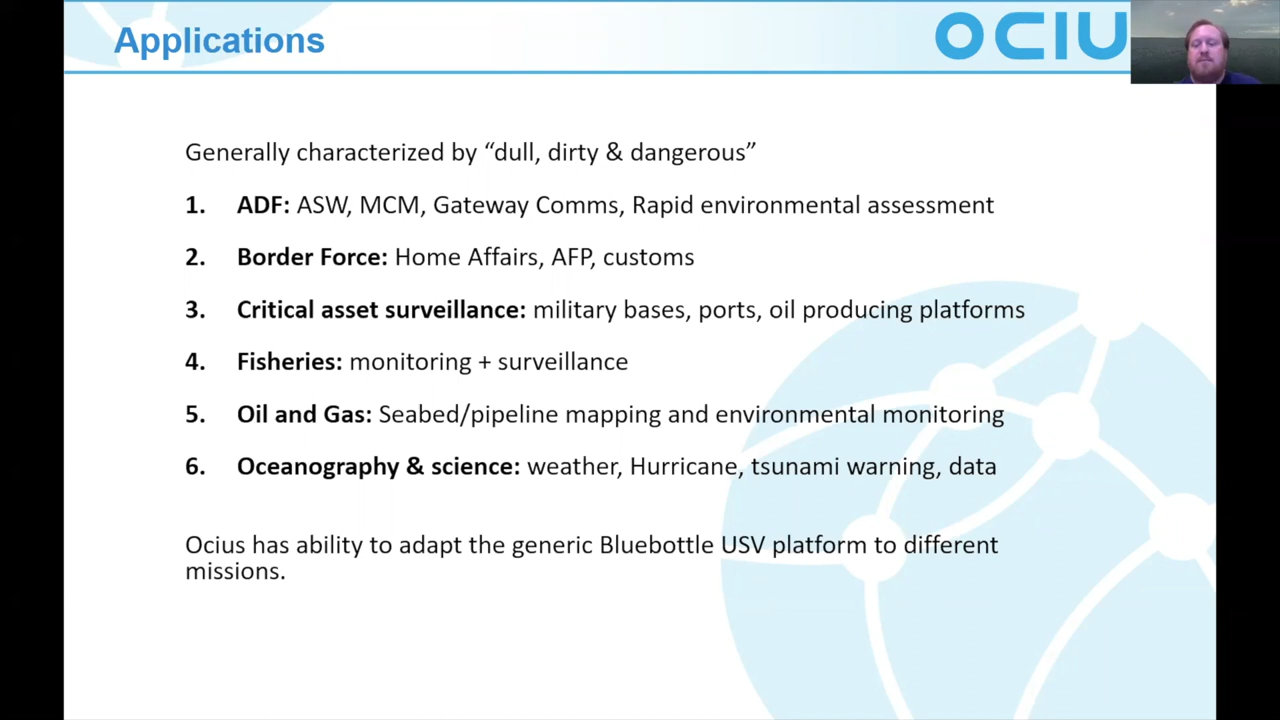 Applications
OCIU
Generally characterized by “dull, dirty & dangerous”
1. ADF: ASW, MCM, Gateway Comms, Rapid environmental assessment
2. Border Force: Home Affairs, AFP, customs
3. Critical asset surveillance: military bases, ports, oil producing platforms
4. Fisheries: monitoring + surveillance
5. Oil and Gas: Seabed/pipeline mapping and environmental monitoring
6. Oceanography & science: weather, Hurricane, tsunami warning, data
Ocius has ability to adapt the generic Bluebottle USV platform to different
missions.